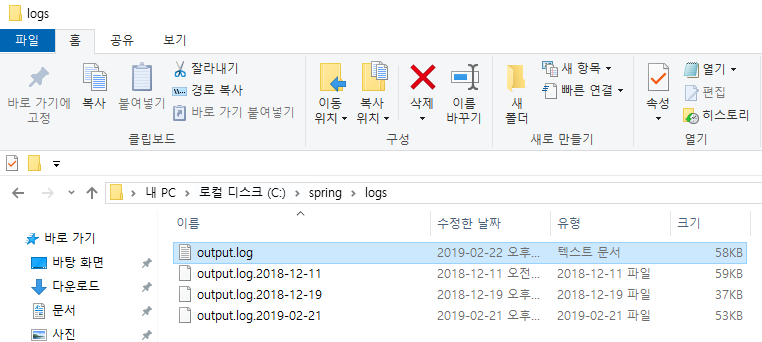 logs
파일 홈 공유 보기
바로 가기에 고정
복사
붙여넣기
잘라내기
경로 복사
바로 가기 붙여넣기
클립보드
이동 위치
복사 위치
삭제
이름 바꾸기
구성
새 폴더
새 항목
빠른 연결
새로 만들기
속성
열기
편집
히스토리
열기
내 PC 로컬 디스크 (C:) spring logs
이름 수정한 날짜 유형 크기
바로 가기
바탕 화면
다운로드
문서
사진
output.log 2019-02-22 오후... 텍스트 문서 58KB
output.log.2018-12-11 2018-12-11 오전... 2018-12-11 파일 59KB
output.log.2018-12-19 2018-12-19 오후... 2018-12-19 파일 37KB
output.log.2019-02-21 2019-02-21 오후... 2019-02-21 파일 53KB